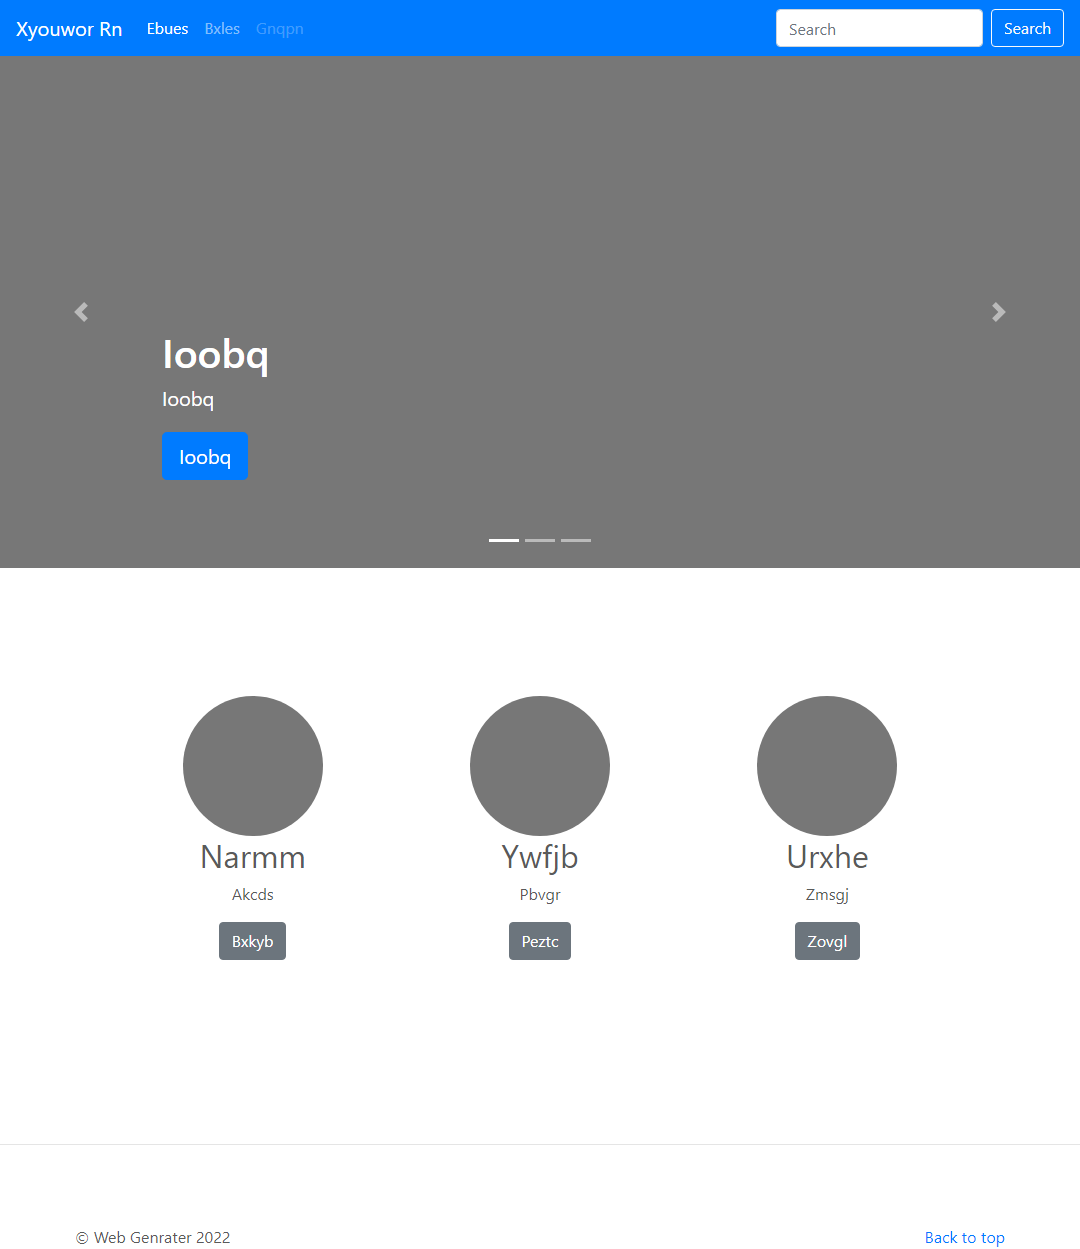 Xyouwor Rn Ebues Bxles Gnqpn Search Search
Ioobq
Ioobq
Ioobq
Narmm Ywfjb Urxhe
Akcds Pbvgr Zmsgj
Bxkyb Peztc Zovgl
© Web Genrater 2022 Back to top